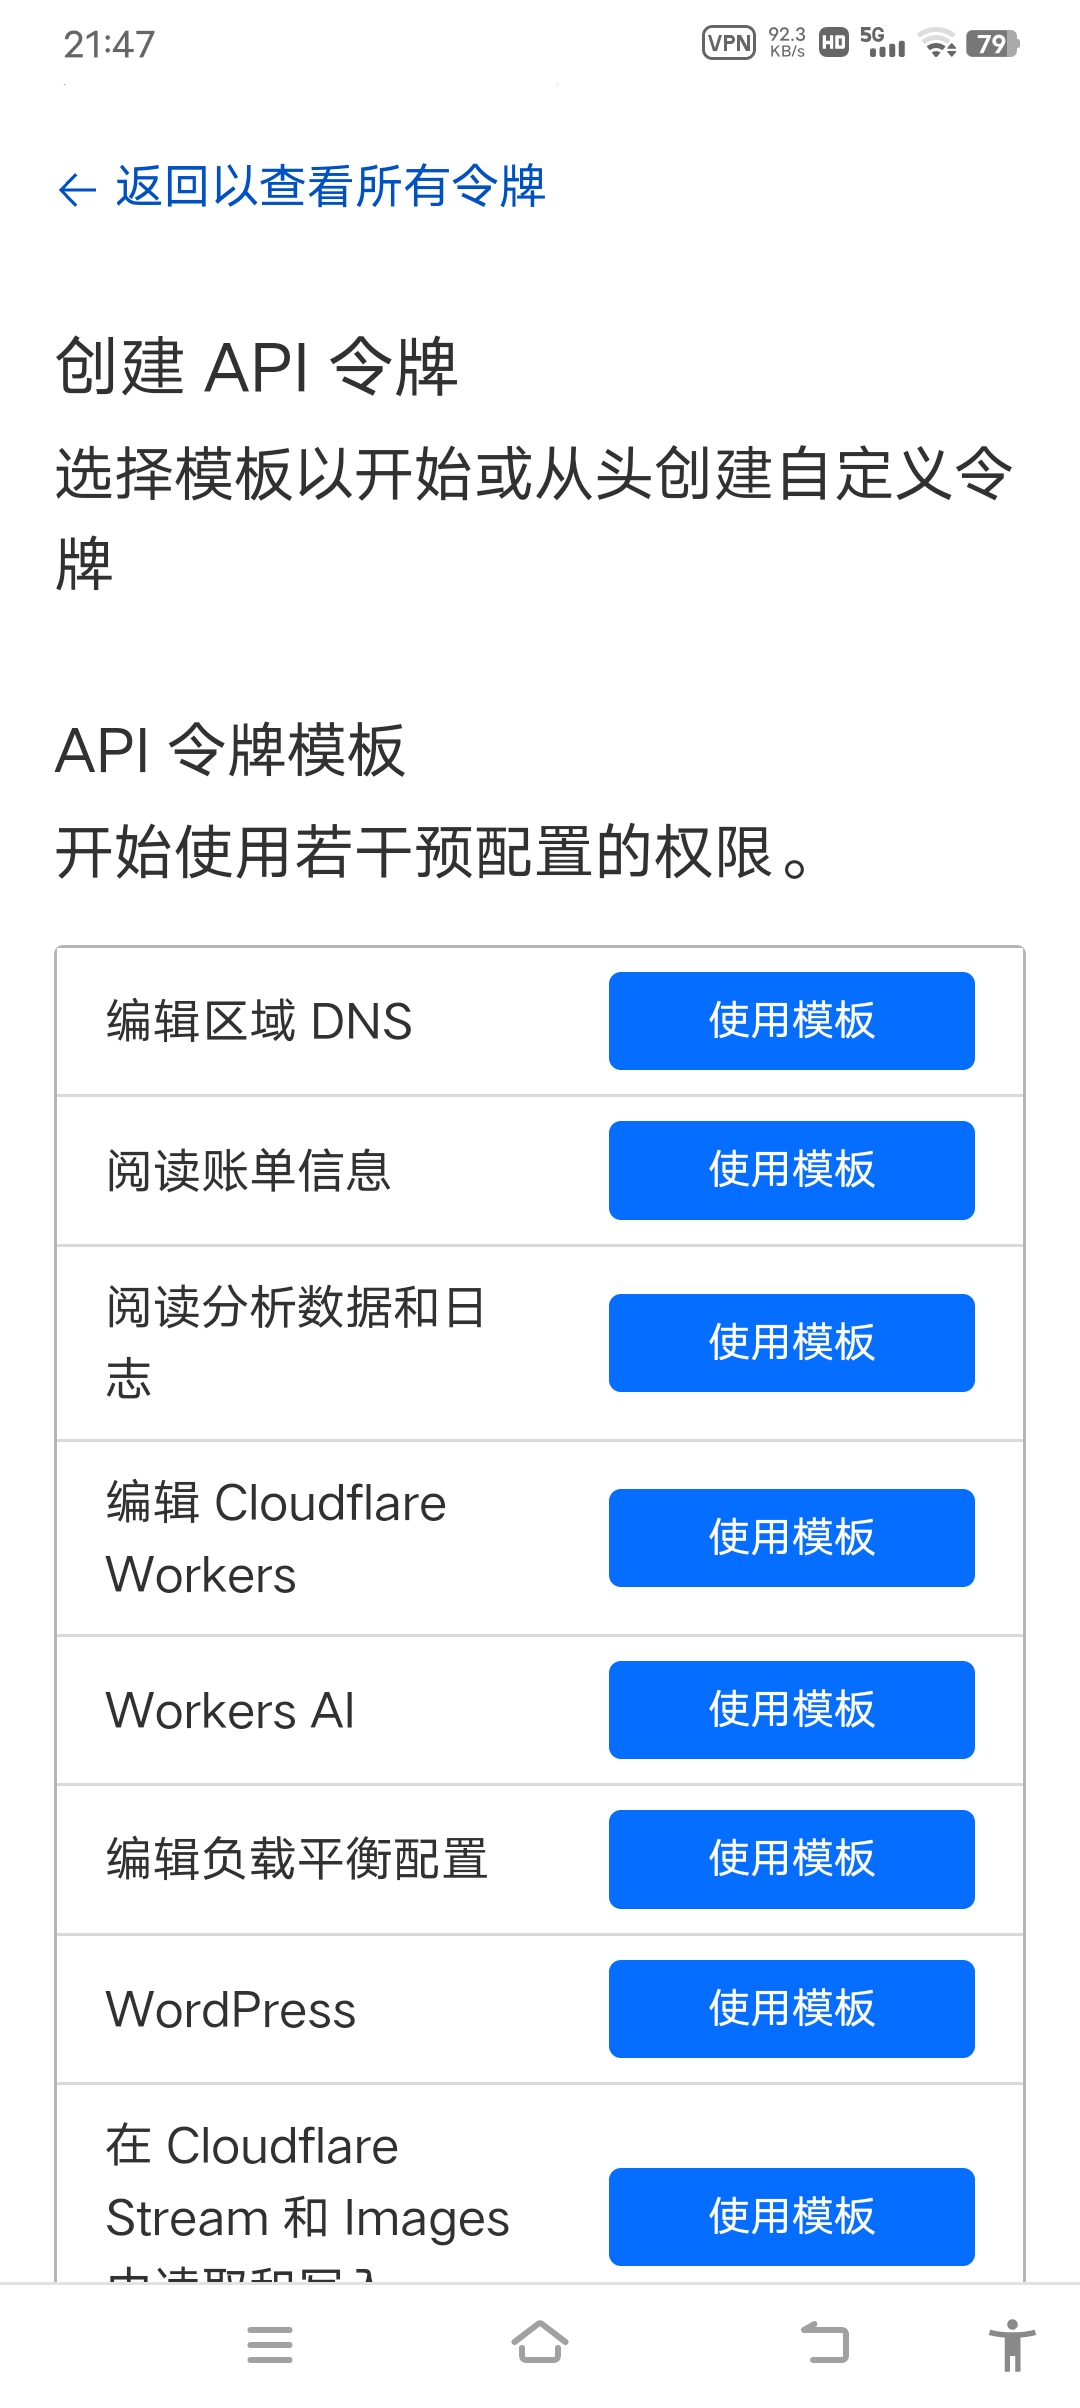 21:47
VPN 92.3 KB/s HD 5G 79
← 返回以查看所有令牌
创建 API 令牌
选择模板以开始或从头创建自定义令
牌
API 令牌模板
开始使用若干预配置的权限。
编辑区域 DNS 使用模板
阅读账单信息 使用模板
阅读分析数据和日
志
使用模板
编辑 Cloudflare
Workers
使用模板
Workers AI 使用模板
编辑负载平衡配置 使用模板
WordPress 使用模板
在 Cloudflare
Stream 和 Images
使用模板